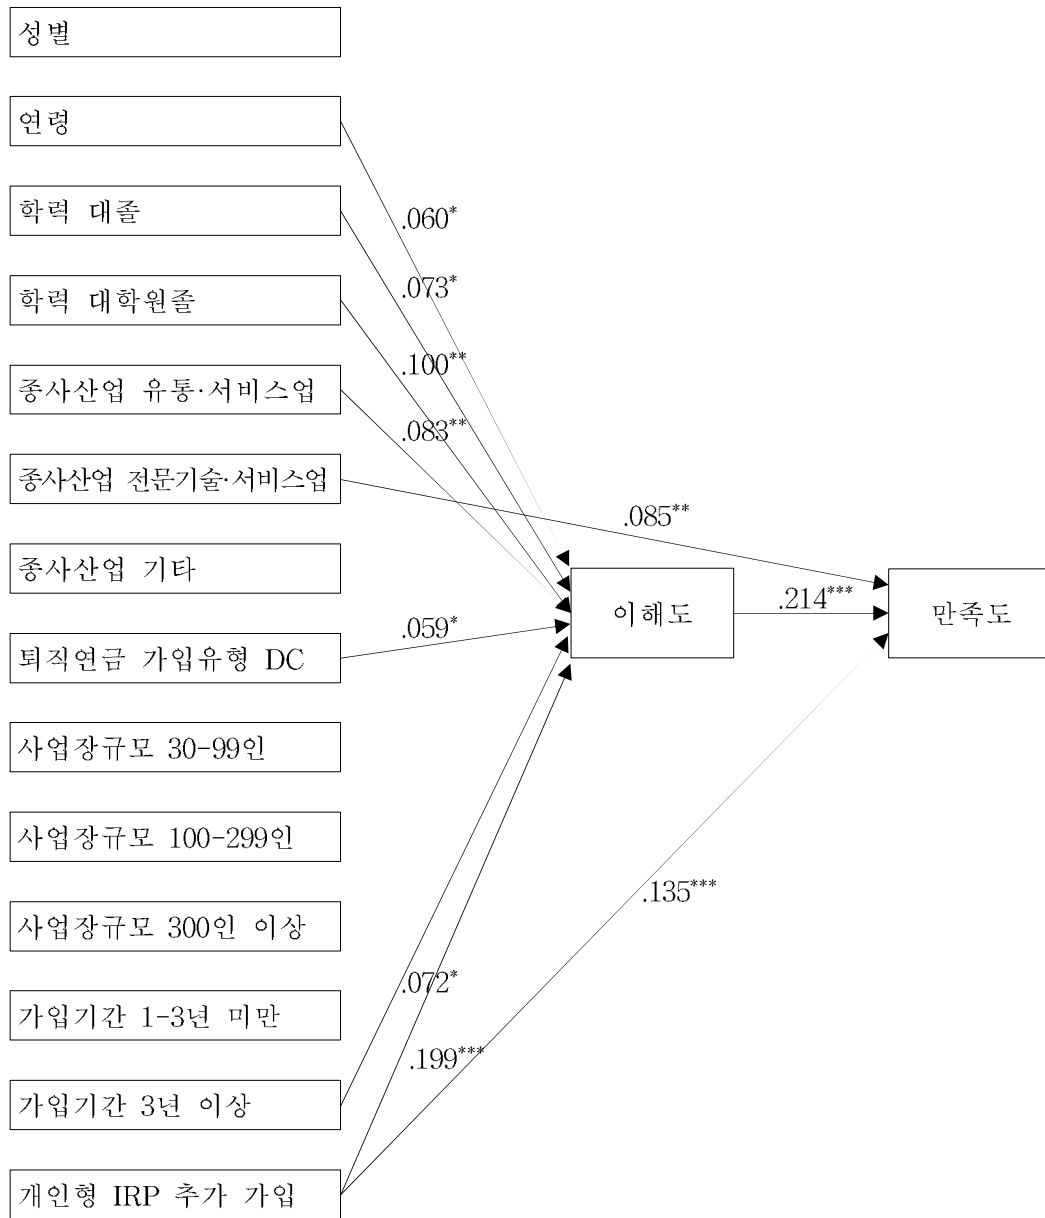 성별
연령
학력 대졸
학력 대학원졸
종사산업 유통·서비스업
종사산업 전문기술·서비스업
종사산업 기타
퇴직연금 가입유형 DC
사업장규모 30-99인
사업장규모 100-299인
사업장규모 300인 이상
가입기간 1-3년 미만
가입기간 3년 이상
개인형 IRP 추가 가입
.060*
.073*
.100**
.083**
.059*
.072*
.199***
이해도
.085**
.214***
.135***
만족도